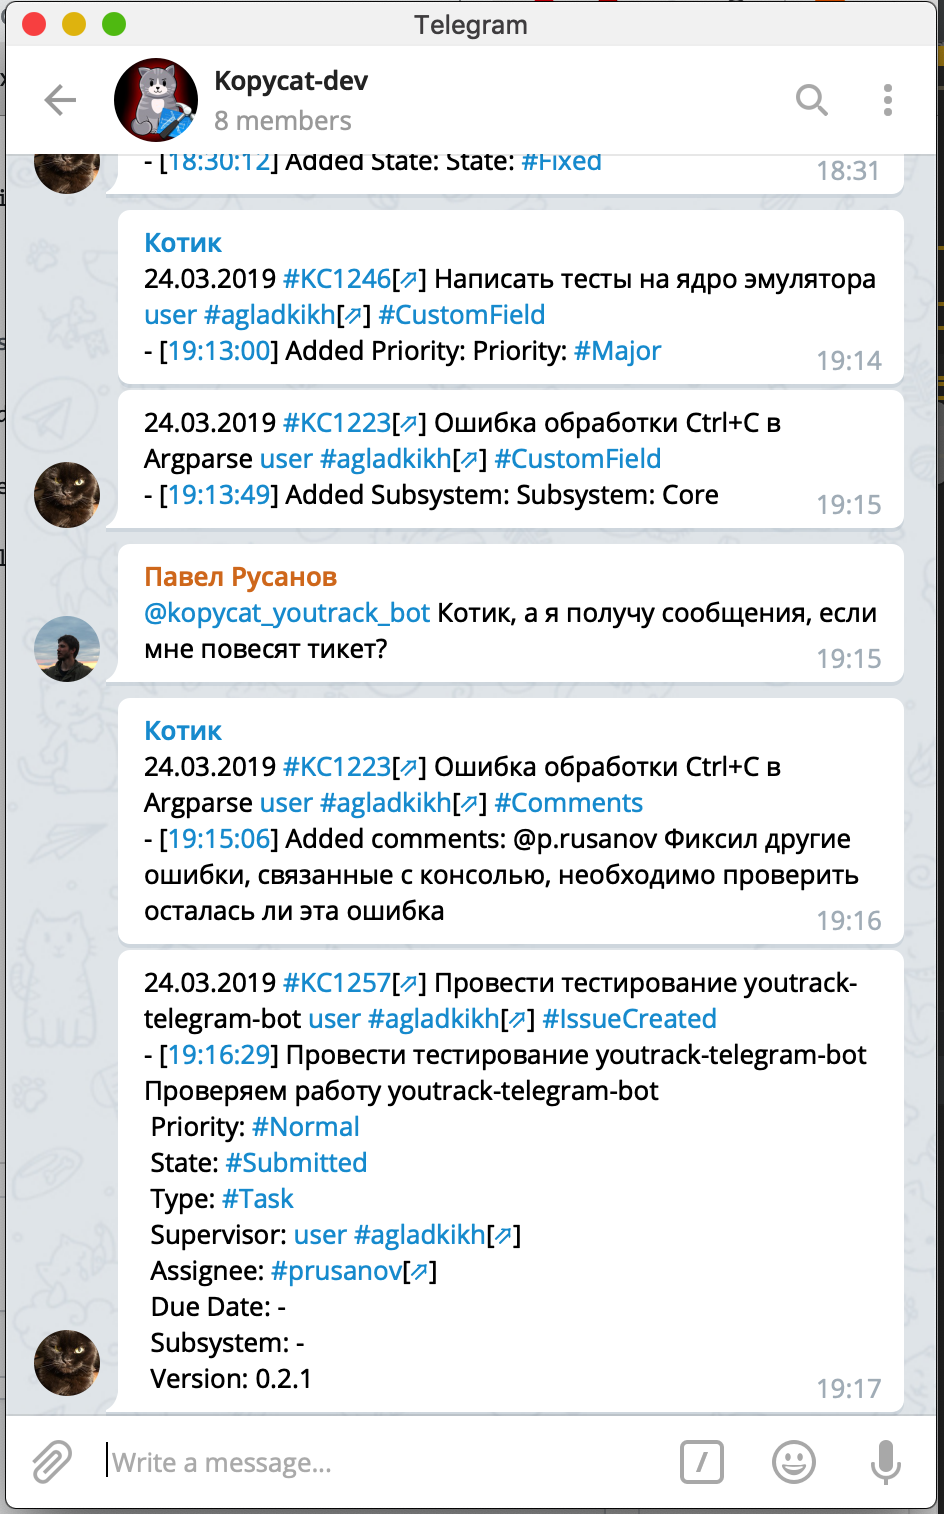 Telegram
Kopycat-dev
8 members
- [18:30:12] Added State: State: #Fixed
18:31
Котик
24.03.2019 #KC1246[⇗] Написать тесты на ядро эмулятора
user #agladkikh[⇗] #CustomField
- [19:13:00] Added Priority: Priority: #Major
19:14
24.03.2019 #KC1223[⇗] Ошибка обработки Ctrl+C в
Argparse user #agladkikh[⇗] #CustomField
- [19:13:49] Added Subsystem: Subsystem: Core
19:15
Павел Русанов
@kopycat_youtrack_bot Котик, а я получу сообщения, если
мне повесят тикет?
19:15
Котик
24.03.2019 #KC1223[⇗] Ошибка обработки Ctrl+C в
Argparse user #agladkikh[⇗] #Comments
- [19:15:06] Added comments: @p.rusanov Фиксил другие
ошибки, связанные с консолью, необходимо проверить
осталась ли эта ошибка
19:16
24.03.2019 #KC1257[⇗] Провести тестирование youtrack-
telegram-bot user #agladkikh[⇗] #IssueCreated
- [19:16:29] Провести тестирование youtrack-telegram-bot
Проверяем работу youtrack-telegram-bot
Priority: #Normal
State: #Submitted
Type: #Task
Supervisor: user #agladkikh[⇗]
Assignee: #prusanov[⇗]
Due Date: -
Subsystem: -
Version: 0.2.1
19:17
Write a message...